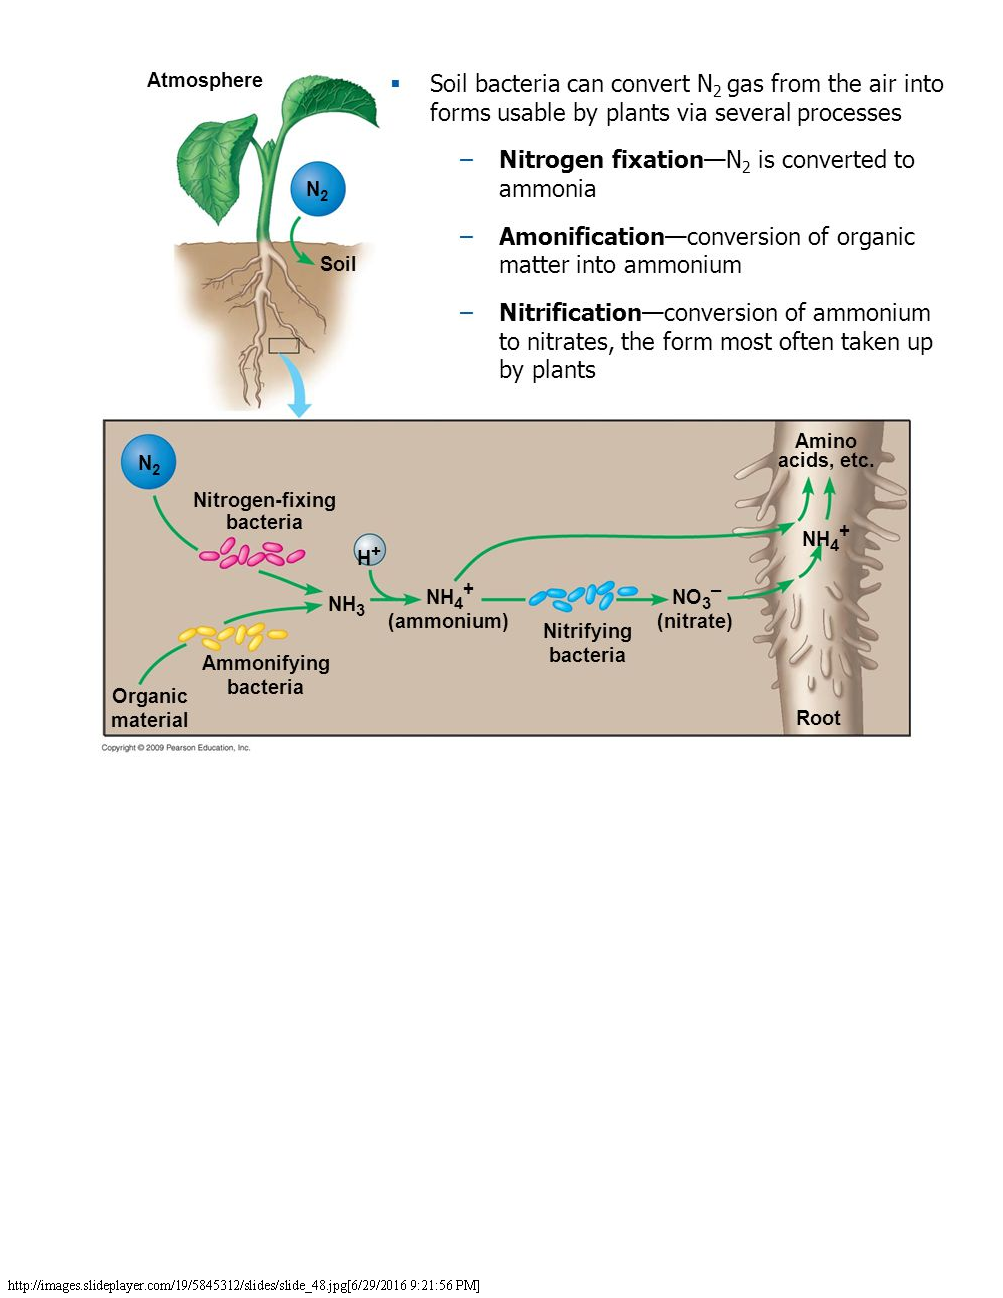 Atmosphere
N2
Soil
▪ Soil bacteria can convert N2 gas from the air into
forms usable by plants via several processes
– Nitrogen fixation—N2 is converted to
ammonia
– Amonification—conversion of organic
matter into ammonium
– Nitrification—conversion of ammonium
to nitrates, the form most often taken up
by plants
N2
Nitrogen-fixing
bacteria
H+
NH3
NH4+
(ammonium)
Nitrifying
bacteria
NO3–
(nitrate)
Amino
acids, etc.
NH4+
Root
Ammonifying
bacteria
Organic
material
Copyright © 2009 Pearson Education, Inc.
http://images.slideplayer.com/19/5845312/slides/slide_48.jpg[6/29/2016 9:21:56 PM]